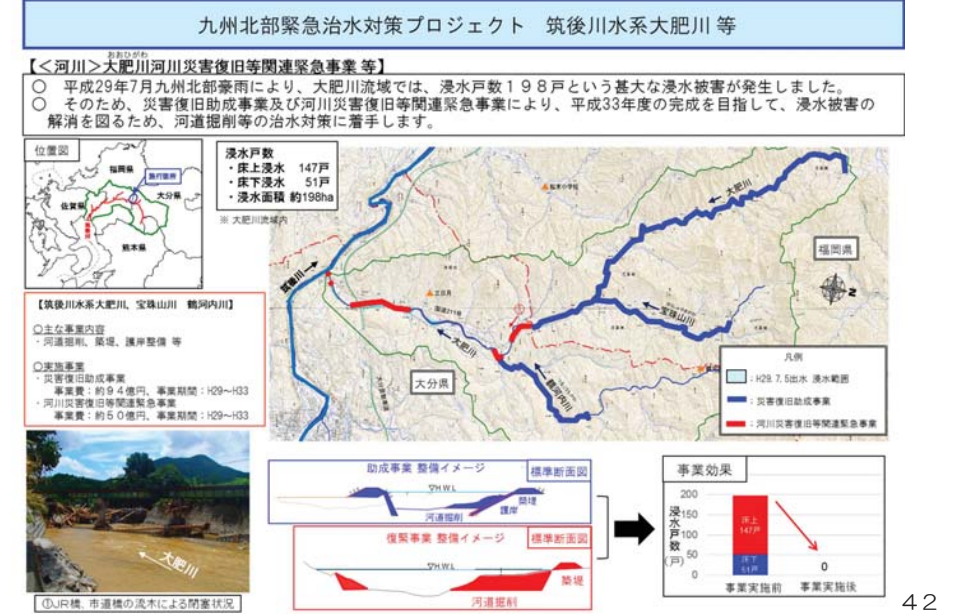 九州北部緊急治水対策プロジェクト　筑後川水系大肥川 等
おおひがわ
【＜河川＞大肥川河川災害復旧等関連緊急事業 等】
○　平成29年7月九州北部豪雨により、大肥川流域では、浸水戸数１９８戸という甚大な浸水被害が発生しました。
○　そのため、災害復旧助成事業及び河川災害復旧等関連緊急事業により、平成33年度の完成を目指して、浸水被害の
解消を図るため、河道掘削等の治水対策に着手します。
位置図
福岡県
佐賀県
大分県
熊本県
浸水戸数
・床上浸水　147戸
・床下浸水　51戸
・浸水面積 約198ha
※ 大肥川流域内
筑後川
大肥川
福岡県
宝珠山川
国道211号
大肥川
鶴河内川
大分県
N
凡例
：H29.7.5出水 浸水範囲
：災害復旧助成事業
：河川災害復旧等関連緊急事業
【筑後川水系大肥川、宝珠山川　鶴河内川】
○主な事業内容
・河道掘削、築堤、護岸整備 等
○実施事業
・災害復旧助成事業
事業費：約９４億円、事業期間：H29～H33
・河川災害復旧等関連緊急事業
事業費：約５０億円、事業期間：H29～H33
大肥川
①JR橋、市道橋の流木による閉塞状況
助成事業 整備イメージ
標準断面図
▽H.W.L
築堤
護岸
河道掘削
復緊事業 整備イメージ
標準断面図
▽H.W.L
築堤
河道掘削
事業効果
浸水戸数（戸）
200
150
100
50
0
床上
147戸
床下
51戸
0
事業実施前
事業実施後
４２